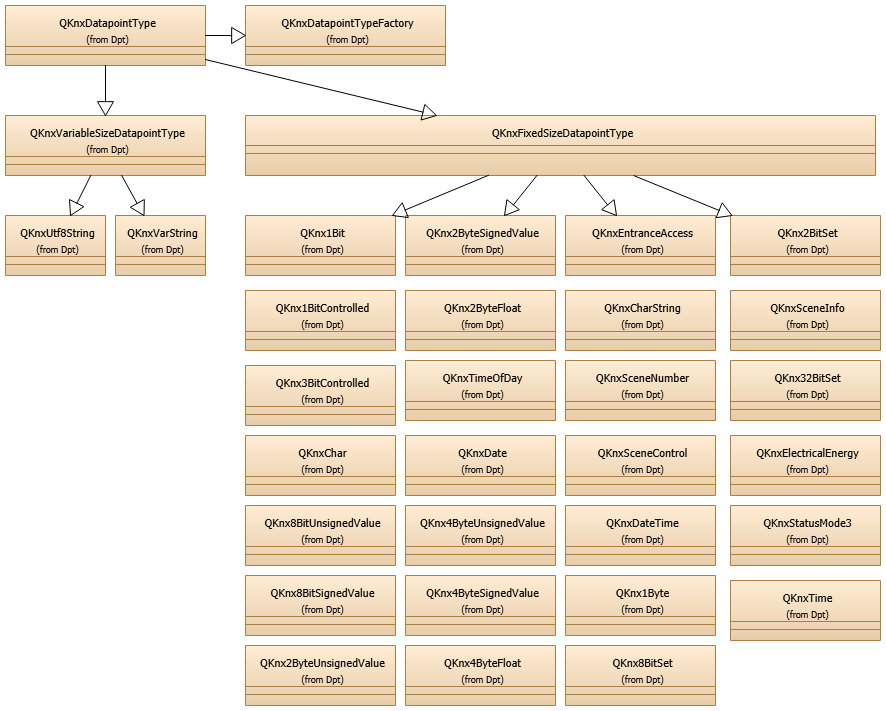 QKnxDatapointType
(from Dpt)
QKnxDatapointTypeFactory
(from Dpt)
QKnxVariableSizeDatapointType
(from Dpt)
QKnxFixedSizeDatapointType
QKnxUtf8String
(from Dpt)
QKnxVarString
(from Dpt)
QKnx1Bit
(from Dpt)
QKnx2ByteSignedValue
(from Dpt)
QKnxEntranceAccess
(from Dpt)
QKnx2BitSet
(from Dpt)
QKnx1BitControlled
(from Dpt)
QKnx2ByteFloat
(from Dpt)
QKnxCharString
(from Dpt)
QKnxSceneInfo
(from Dpt)
QKnx3BitControlled
(from Dpt)
QKnxTimeOfDay
(from Dpt)
QKnxSceneNumber
(from Dpt)
QKnx32BitSet
(from Dpt)
QKnxChar
(from Dpt)
QKnxDate
(from Dpt)
QKnxSceneControl
(from Dpt)
QKnxElectricalEnergy
(from Dpt)
QKnx8BitUnsignedValue
(from Dpt)
QKnx4ByteUnsignedValue
(from Dpt)
QKnxDateTime
(from Dpt)
QKnxStatusMode3
(from Dpt)
QKnx8BitSignedValue
(from Dpt)
QKnx4ByteSignedValue
(from Dpt)
QKnx1Byte
(from Dpt)
QKnxTime
(from Dpt)
QKnx2ByteUnsignedValue
(from Dpt)
QKnx4ByteFloat
(from Dpt)
QKnx8BitSet
(from Dpt)